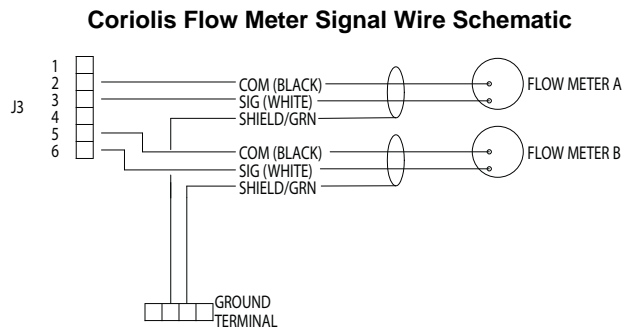 Coriolis Flow Meter Signal Wire Schematic
J3
1
2
3
4
5
6
COM (BLACK)
SIG (WHITE)
SHIELD/GRN
FLOW METER A
COM (BLACK)
SIG (WHITE)
SHIELD/GRN
FLOW METER B
GROUND
TERMINAL